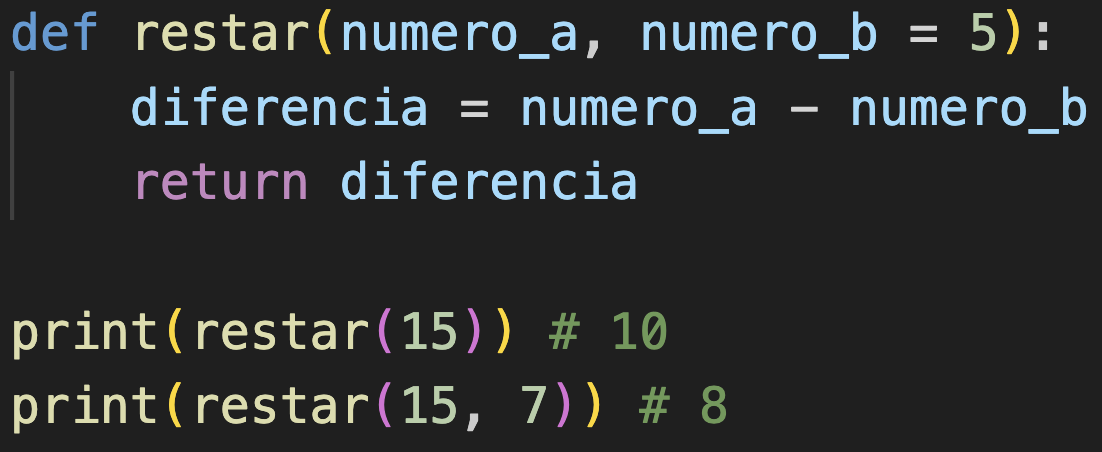 def restar(numero_a, numero_b = 5):
    diferencia = numero_a - numero_b
    return diferencia

print(restar(15)) # 10
print(restar(15, 7)) # 8